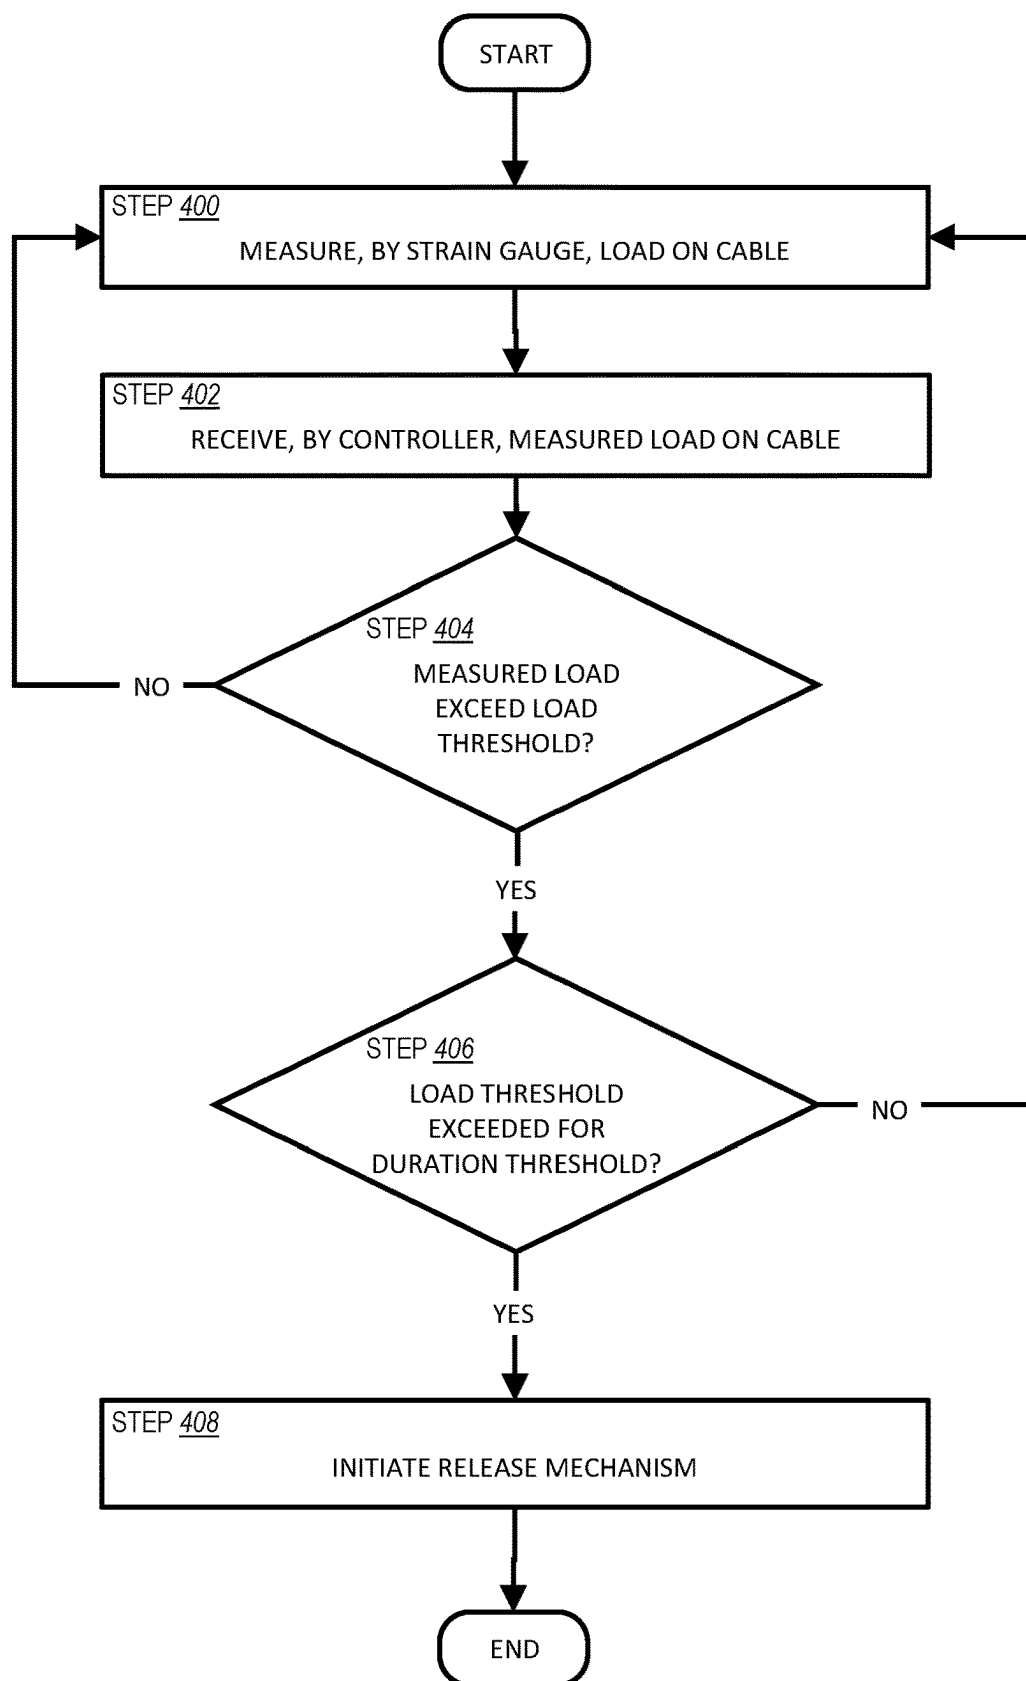 START
STEP 400
MEASURE, BY STRAIN GAUGE, LOAD ON CABLE
STEP 402
RECEIVE, BY CONTROLLER, MEASURED LOAD ON CABLE
STEP 404
MEASURED LOAD
EXCEED LOAD
THRESHOLD?
NO
YES
STEP 406
LOAD THRESHOLD
EXCEEDED FOR
DURATION THRESHOLD?
NO
YES
STEP 408
INITIATE RELEASE MECHANISM
END